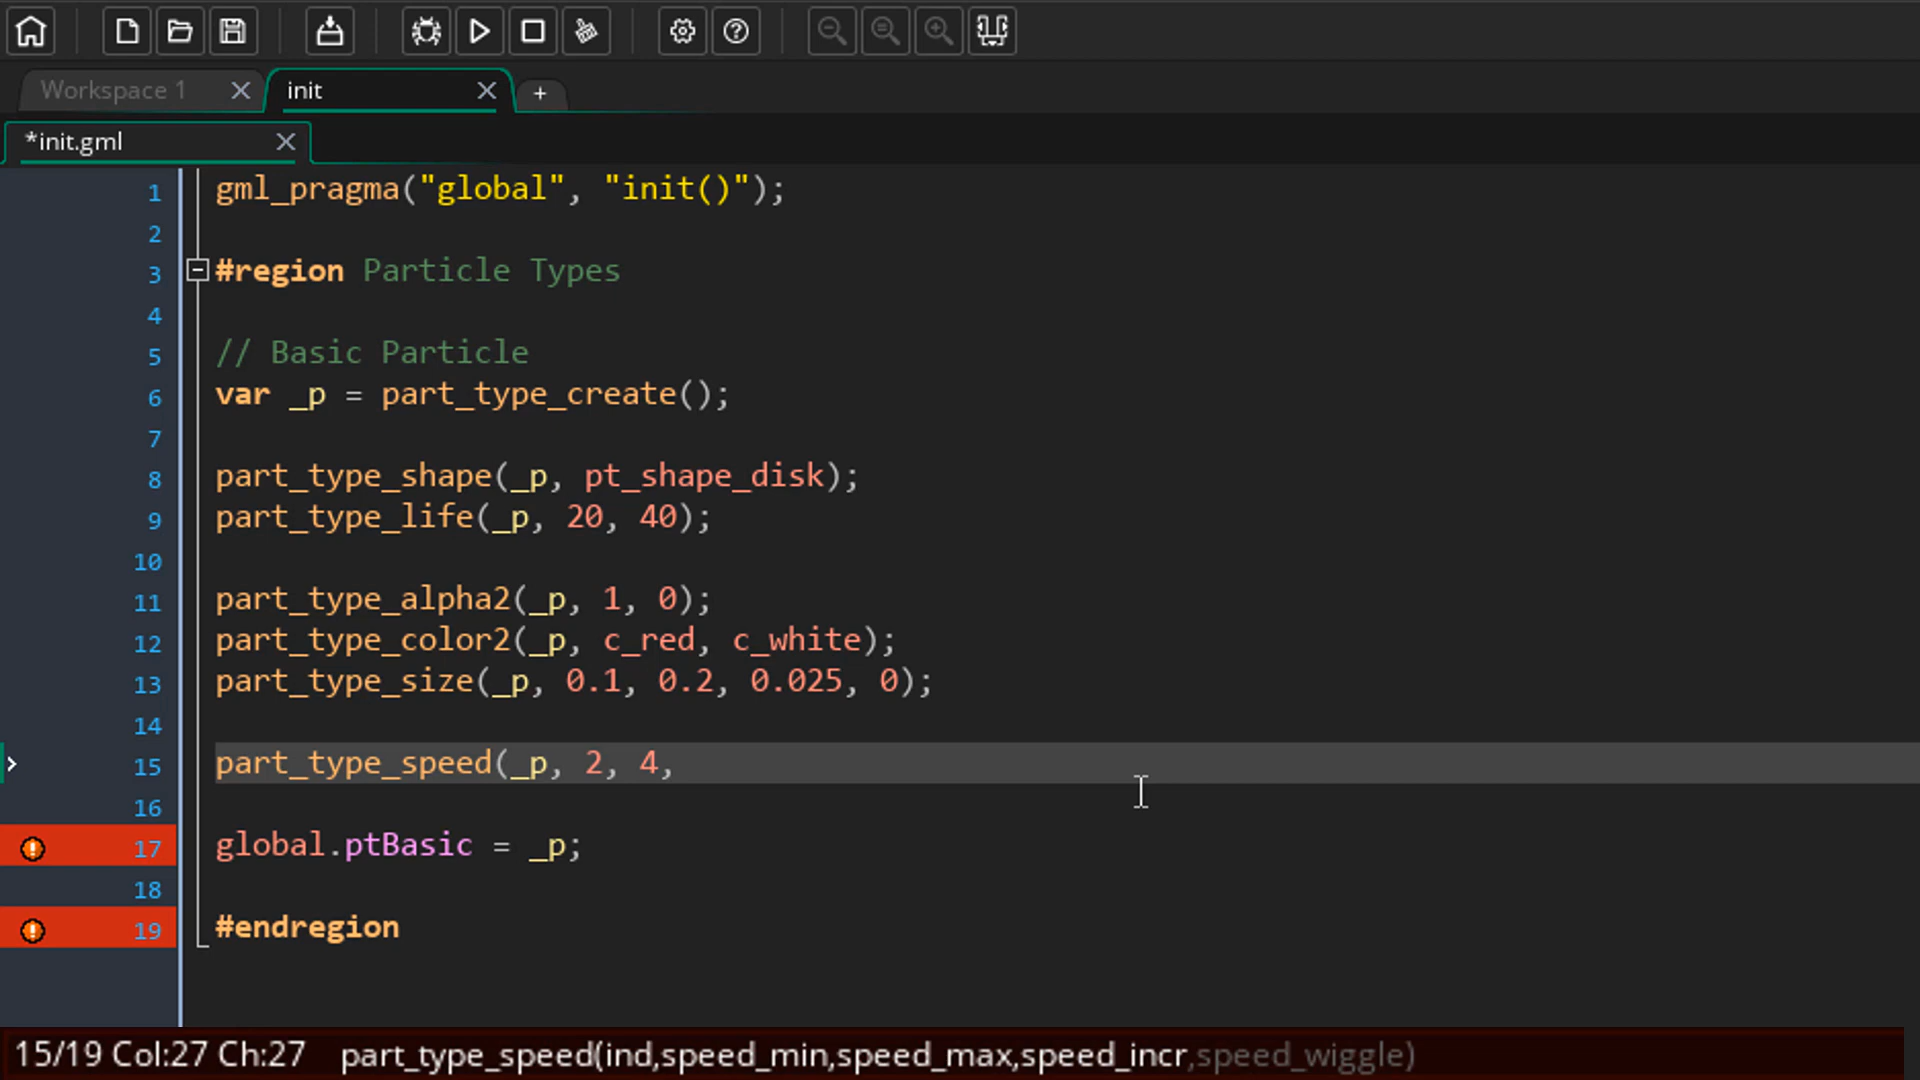 Workspace 1
init
+
*init.gml
1 gml_pragma("global", "init()");
2
3 #region Particle Types
4
5 // Basic Particle
6 var _p = part_type_create();
7
8 part_type_shape(_p, pt_shape_disk);
9 part_type_life(_p, 20, 40);
10
11 part_type_alpha2(_p, 1, 0);
12 part_type_color2(_p, c_red, c_white);
13 part_type_size(_p, 0.1, 0.2, 0.025, 0);
14
15 part_type_speed(_p, 2, 4,
16
17 global.ptBasic = _p;
18
19 #endregion
15/19 Col:27 Ch:27 part_type_speed(ind,speed_min,speed_max,speed_incr,speed_wiggle)